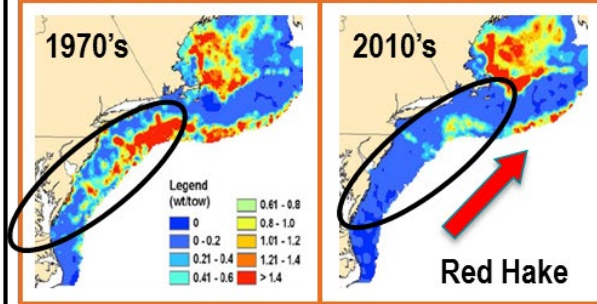 1970's
2010's
Legend
(wt/tow)
0
0 - 0.2
0.21 - 0.4
0.41 - 0.6
0.61 - 0.8
0.8 - 1.0
1.01 - 1.2
1.21 - 1.4
> 1.4
Red Hake